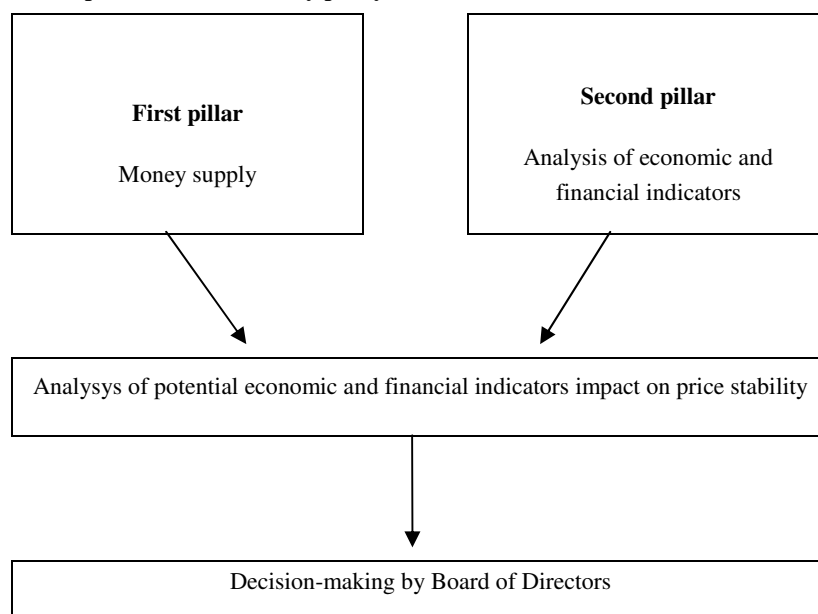 First pillar
Money supply
Second pillar
Analysis of economic and
financial indicators
Analysys of potential economic and financial indicators impact on price stability
Decision-making by Board of Directors